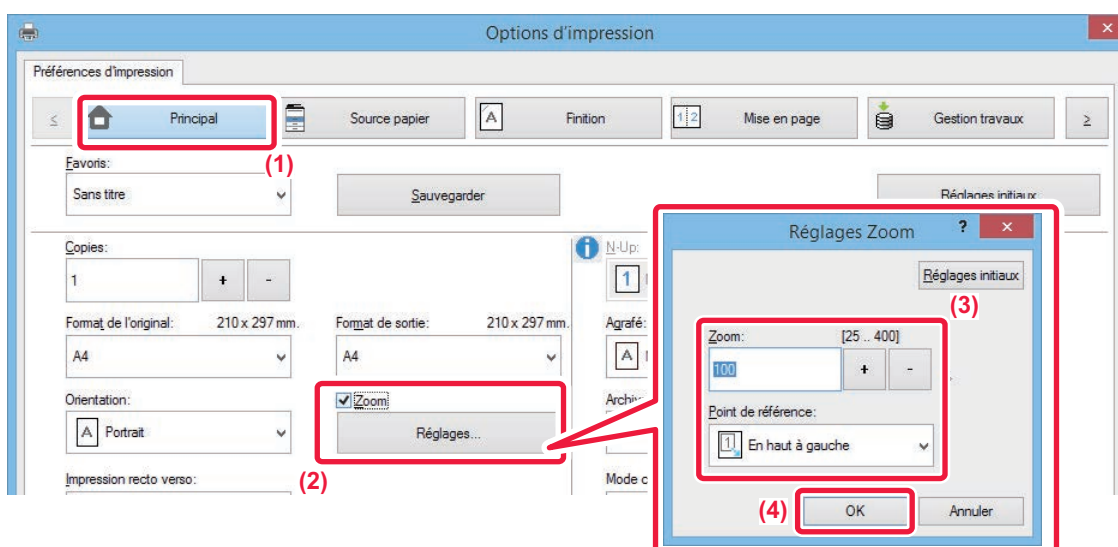 Options d'impression
Préférences d'impression
Principal
Source papier
Finition
Mise en page
Gestion travaux
(1)
Favoris:
Sans titre
Sauvegarder
Réglages initiaux
Copies:
1
+ -
N-Up:
1
Format de l'original: 210 x 297 mm.
A4
Format de sortie: 210 x 297 mm.
A4
Agrafé:
A
Orientation:
A Portrait
Zoom
Réglages...
(2)
Impression recto verso:
Mode
Réglages Zoom ?
Réglages initiaux
(3)
Zoom: [25 .. 400]
100 + -
Point de référence:
1 En haut à gauche
(4)
OK
Annuler